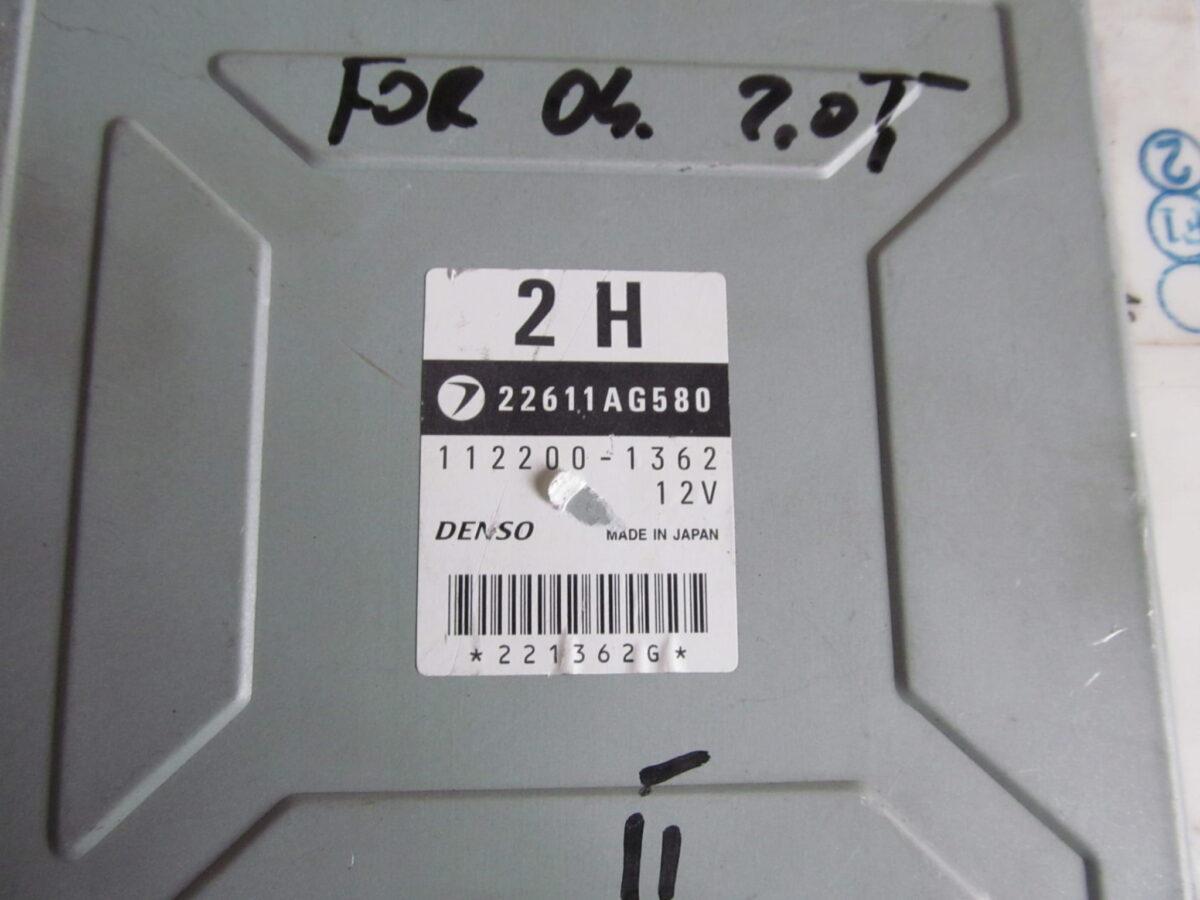 FOR 04. 2.0T
2 H
22611AG580
112200-1362
12V
DENSO MADE IN JAPAN
*221362G*